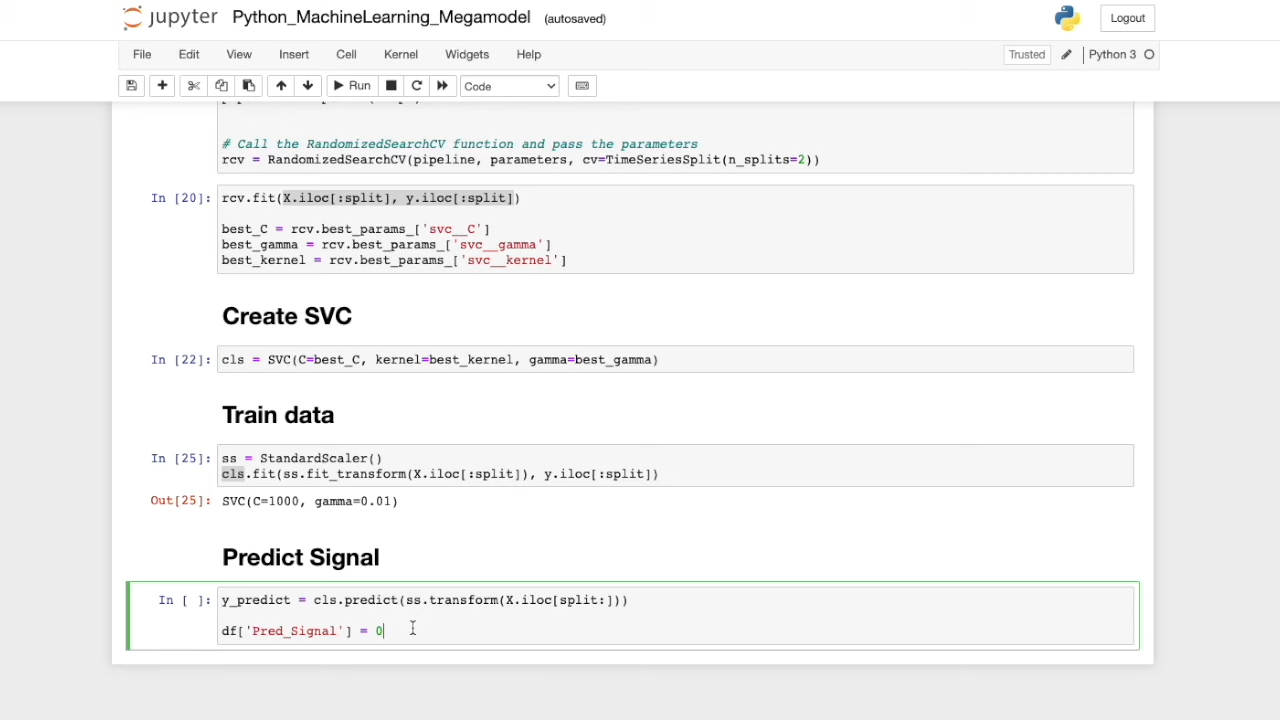 jupyter Python_MachineLearning_Megamodel (autosaved) Logout
File Edit View Insert Cell Kernel Widgets Help Trusted Python 3
Run Code
# Call the RandomizedSearchCV function and pass the parameters
rcv = RandomizedSearchCV(pipeline, parameters, cv=TimeSeriesSplit(n_splits=2))
In [20]: rcv.fit(X.iloc[:split], y.iloc[:split])
best_C = rcv.best_params_['svc__C']
best_gamma = rcv.best_params_['svc__gamma']
best_kernel = rcv.best_params_['svc__kernel']
Create SVC
In [22]: cls = SVC(C=best_C, kernel=best_kernel, gamma=best_gamma)
Train data
In [25]: ss = StandardScaler()
cls.fit(ss.fit_transform(X.iloc[:split]), y.iloc[:split])
Out[25]: SVC(C=1000, gamma=0.01)
Predict Signal
In [ ]: y_predict = cls.predict(ss.transform(X.iloc[split:]))
df['Pred_Signal'] = 0